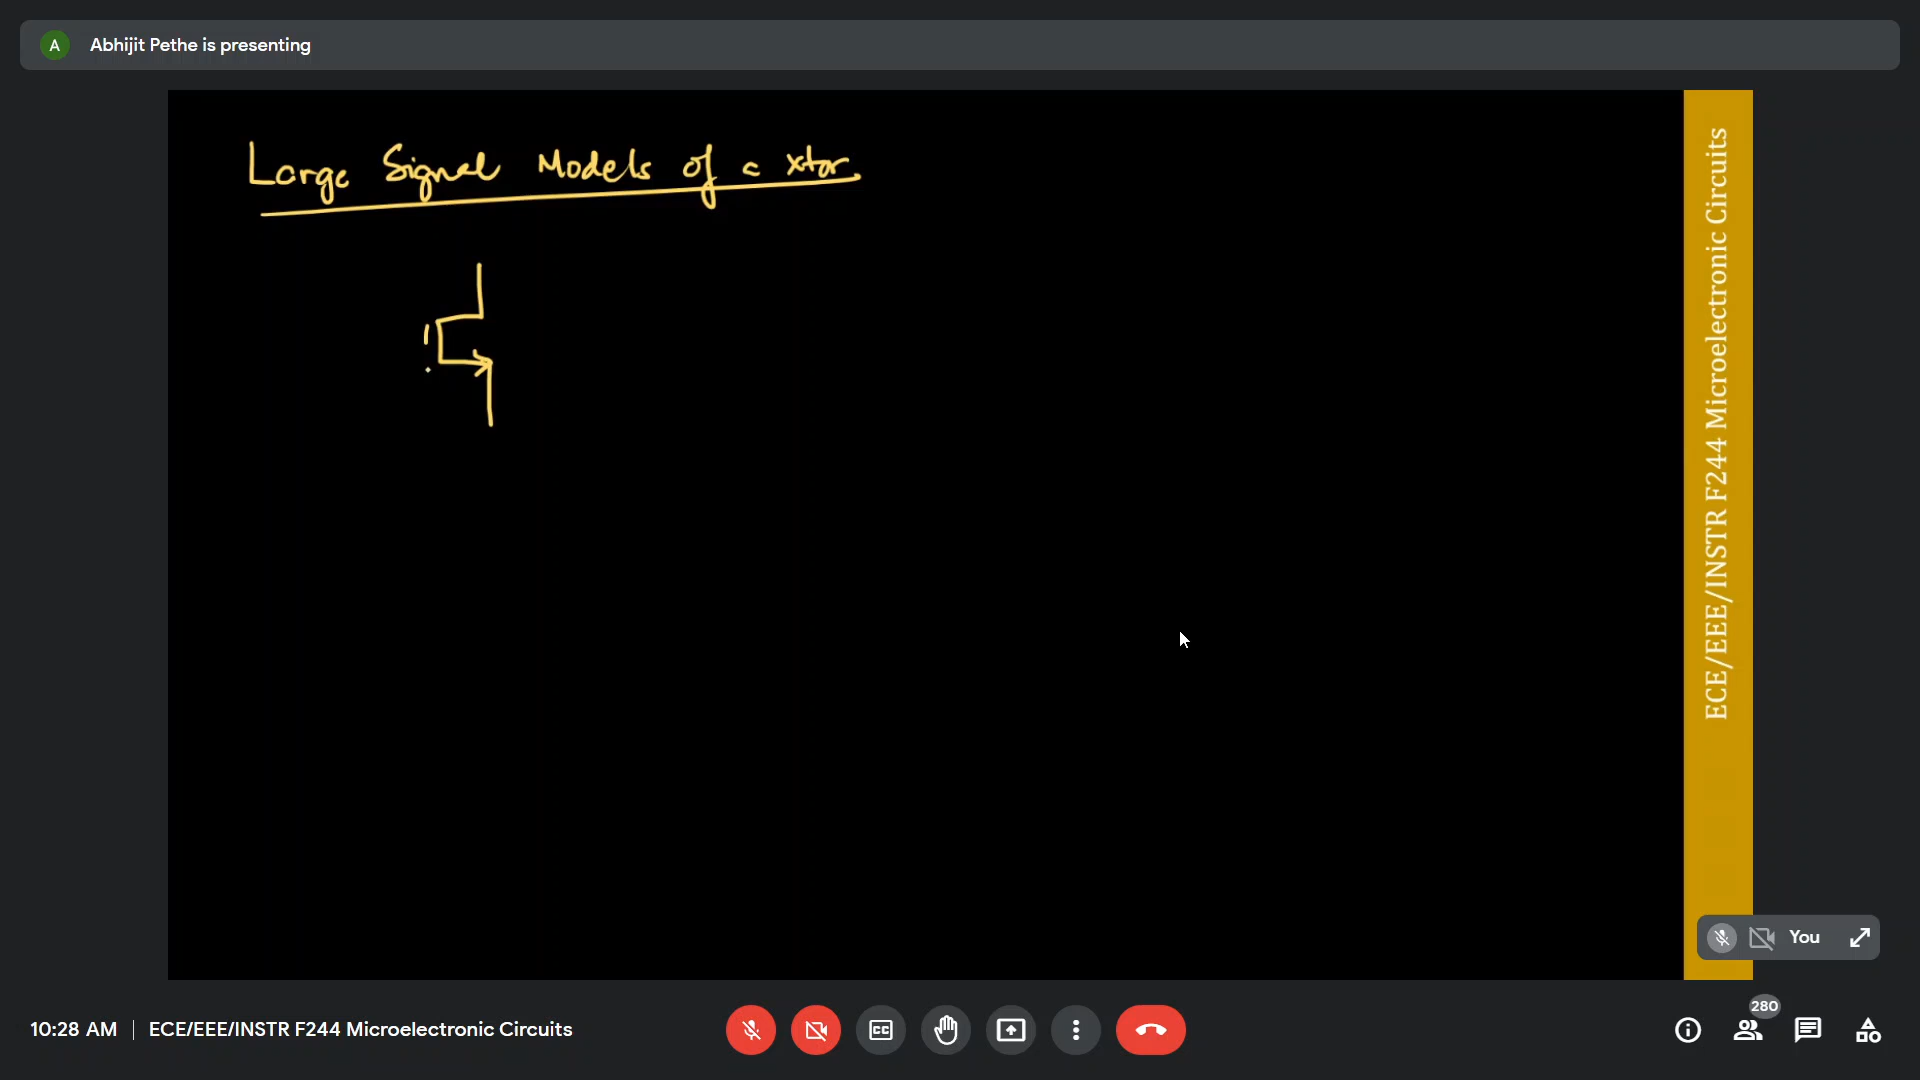 A Abhijit Pethe is presenting
Large Signal Models of a xtor.
ECE/EEE/INSTR F244 Microelectronic Circuits
You
280
10:28 AM | ECE/EEE/INSTR F244 Microelectronic Circuits
CC